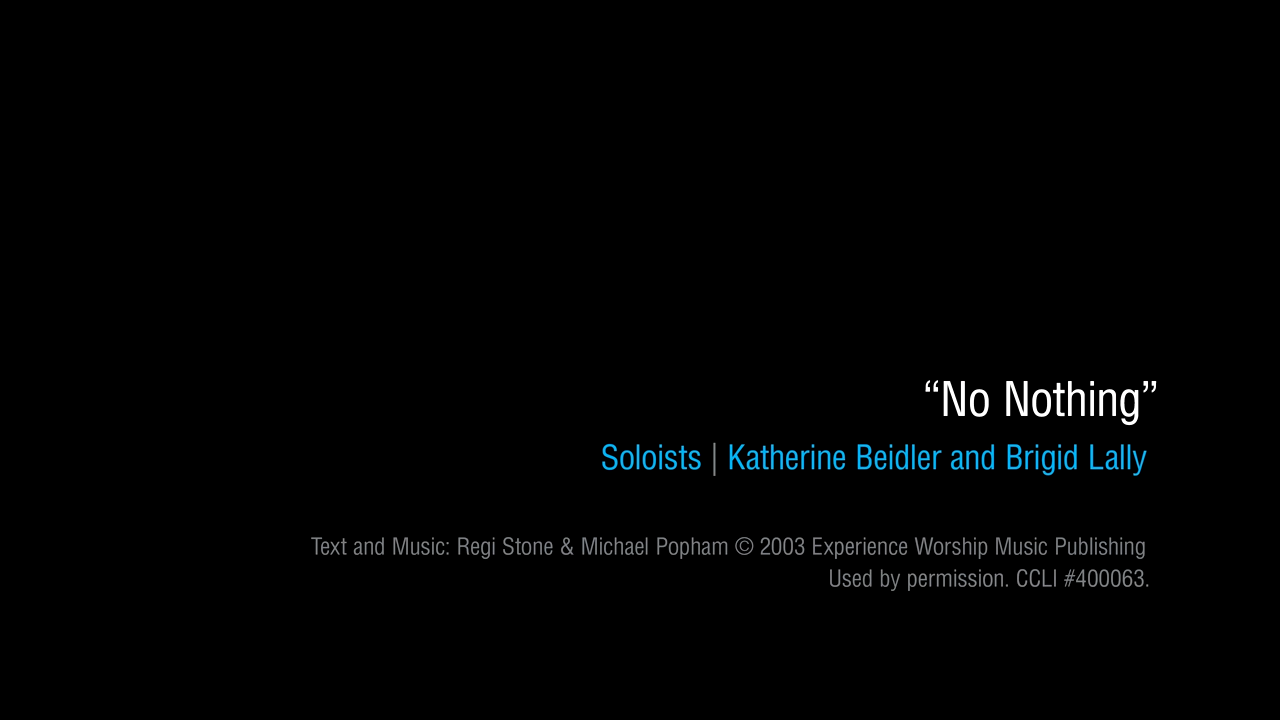 “No Nothing”
Soloists | Katherine Beidler and Brigid Lally
Text and Music: Regi Stone & Michael Popham © 2003 Experience Worship Music Publishing
Used by permission. CCLI #400063.